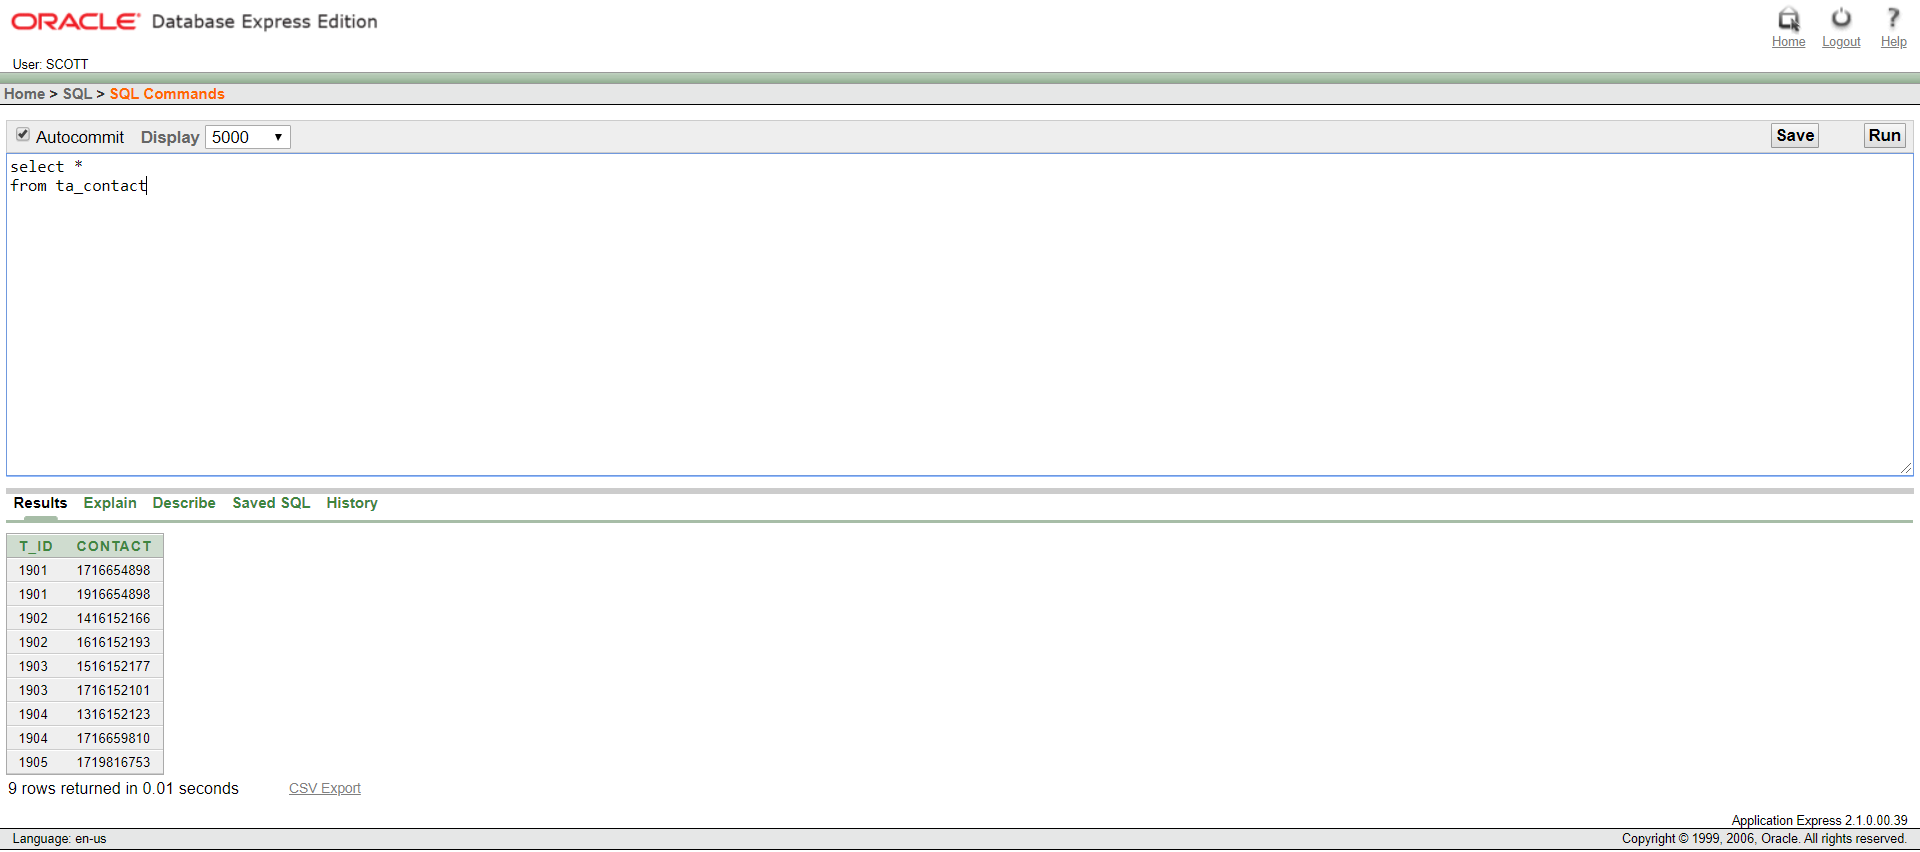 ORACLE Database Express Edition
Home Logout Help
User: SCOTT
Home > SQL > SQL Commands
Autocommit Display 5000 Save Run
select *
from ta_contact
Results Explain Describe Saved SQL History
T_ID CONTACT
1901 1716654898
1901 1916654898
1902 1416152166
1902 1616152193
1903 1516152177
1903 1716152101
1904 1316152123
1904 1716659810
1905 1719816753
9 rows returned in 0.01 seconds CSV Export
Application Express 2.1.0.00.39
Language: en-us Copyright © 1999, 2006, Oracle. All rights reserved.